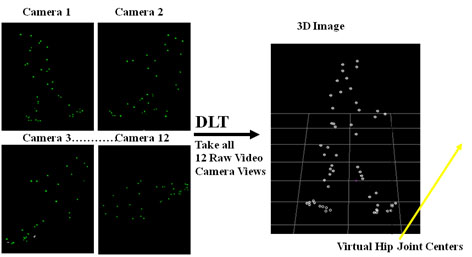 Camera 1
Camera 2
3D Image
Camera 3............Camera 12
DLT
Take all
12 Raw Video
Camera Views
Virtual Hip Joint Centers